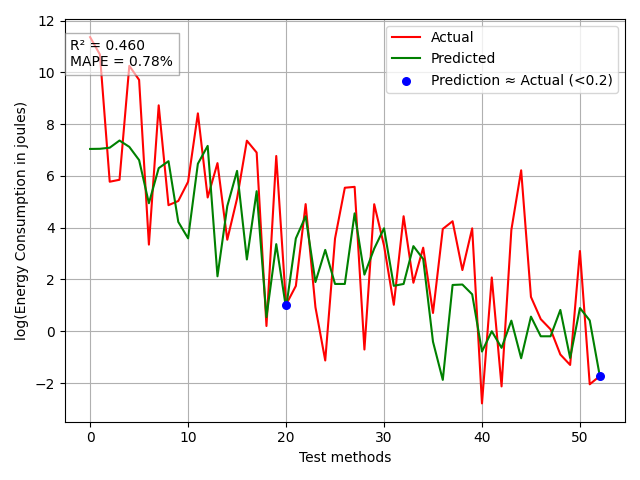 R² = 0.460
MAPE = 0.78%
Actual
Predicted
Prediction ≈ Actual (<0.2)
log(Energy Consumption in joules)
12
10
8
6
4
2
0
−2
0
10
20
30
40
50
Test methods